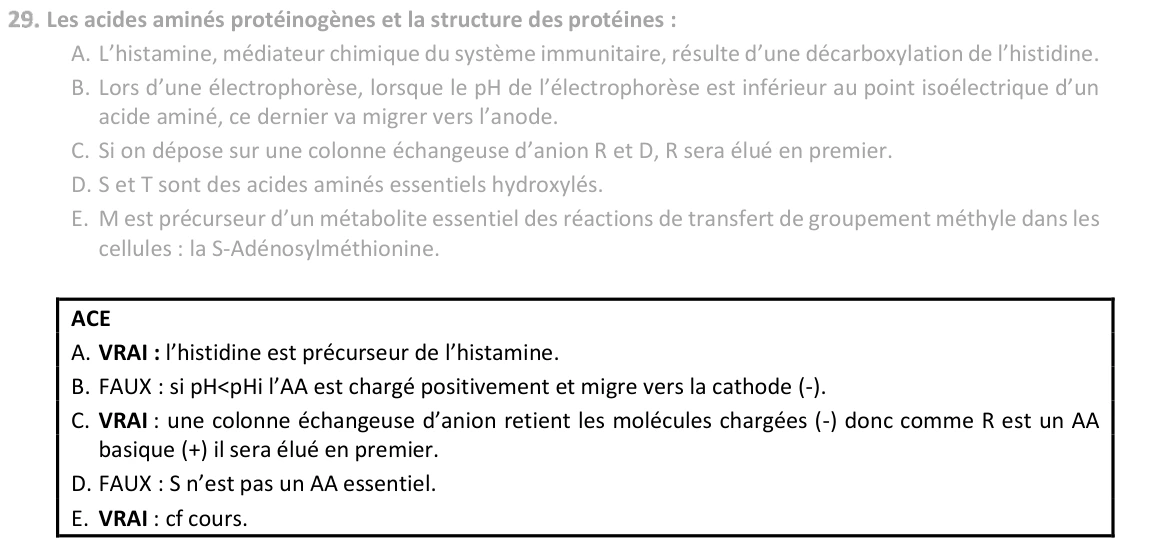 29. Les acides aminés protéinogènes et la structure des protéines :
A. L'histamine, médiateur chimique du système immunitaire, résulte d'une décarboxylation de l'histidine.
B. Lors d'une électrophorèse, lorsque le pH de l'électrophorèse est inférieur au point isoélectrique d'un
acide aminé, ce dernier va migrer vers l'anode.
C. Si on dépose sur une colonne échangeuse d'anion R et D, R sera élué en premier.
D. S et T sont des acides aminés essentiels hydroxylés.
E. M est précurseur d'un métabolite essentiel des réactions de transfert de groupement méthyle dans les
cellules : la S-Adénosylméthionine.
ACE
A. VRAI : l'histidine est précurseur de l'histamine.
B. FAUX : si pH<pHi l'AA est chargé positivement et migre vers la cathode (-).
C. VRAI : une colonne échangeuse d'anion retient les molécules chargées (-) donc comme R est un AA
basique (+) il sera élué en premier.
D. FAUX : S n'est pas un AA essentiel.
E. VRAI : cf cours.